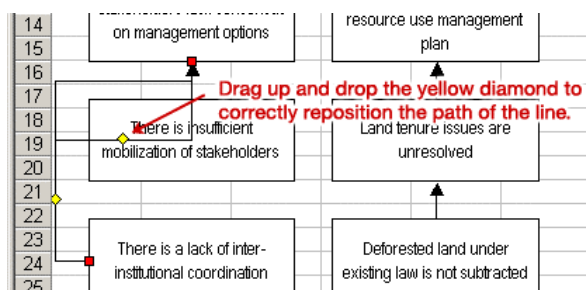 14
on management options
resource use management
15
plan
16
17
Drag up and drop the yellow diamond to
correctly reposition the path of the line.
18
There is insufficient
Land tenure issues are
19
mobilization of stakeholders
unresolved
20
21
22
23
There is a lack of inter-
Deforested land under
24
institutional coordination
existing law is not subtracted
25